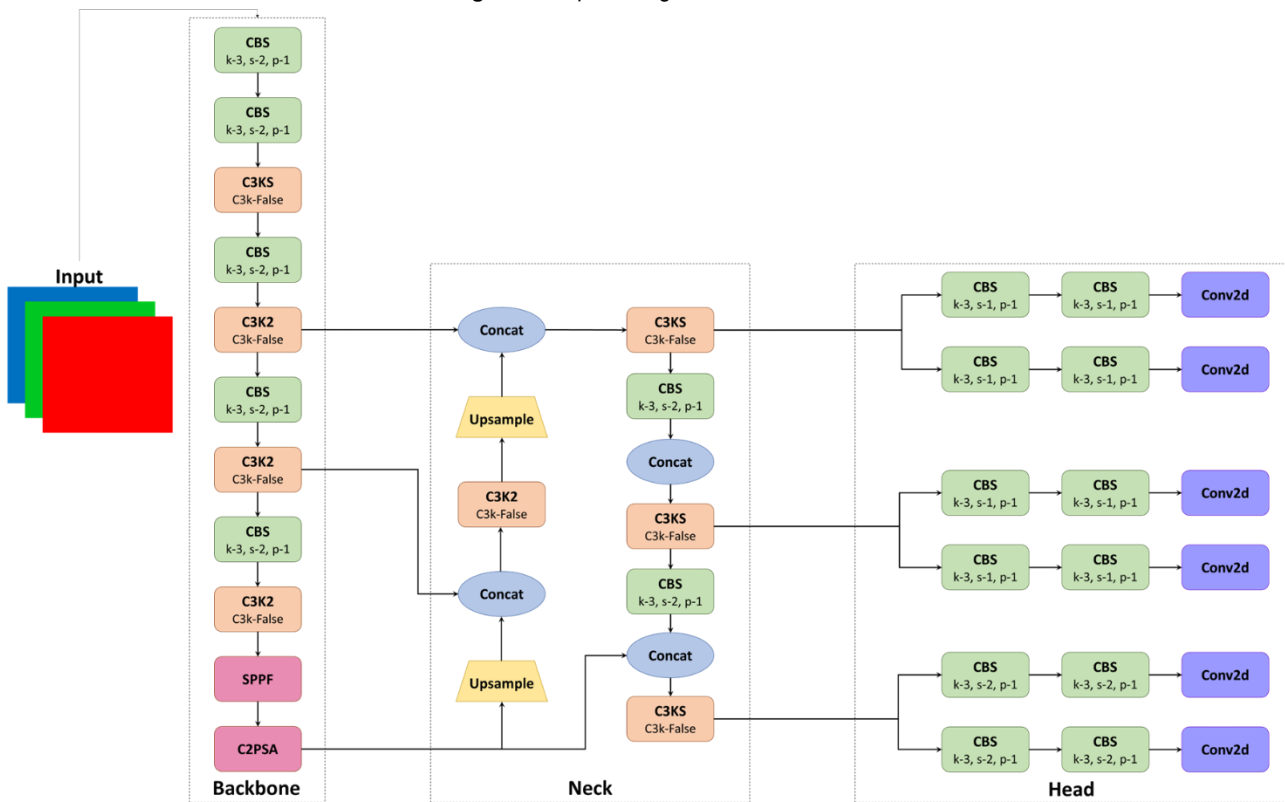 CBS
k-3, s-2, p-1
CBS
k-3, s-2, p-1
C3KS
C3k-False
CBS
k-3, s-2, p-1
Input
C3K2
C3k-False
CBS
k-3, s-2, p-1
C3K2
C3k-False
CBS
k-3, s-2, p-1
C3K2
C3k-False
SPPF
C2PSA
Backbone
Concat
Upsample
C3K2
C3k-False
Concat
Upsample
C3KS
C3k-False
CBS
k-3, s-2, p-1
Concat
C3KS
C3k-False
CBS
k-3, s-2, p-1
Concat
C3KS
C3k-False
Neck
CBS
k-3, s-1, p-1
CBS
k-3, s-1, p-1
Conv2d
CBS
k-3, s-1, p-1
CBS
k-3, s-1, p-1
Conv2d
CBS
k-3, s-1, p-1
CBS
k-3, s-1, p-1
Conv2d
CBS
k-3, s-1, p-1
CBS
k-3, s-1, p-1
Conv2d
CBS
k-3, s-2, p-1
CBS
k-3, s-2, p-1
Conv2d
CBS
k-3, s-2, p-1
CBS
k-3, s-2, p-1
Conv2d
Head